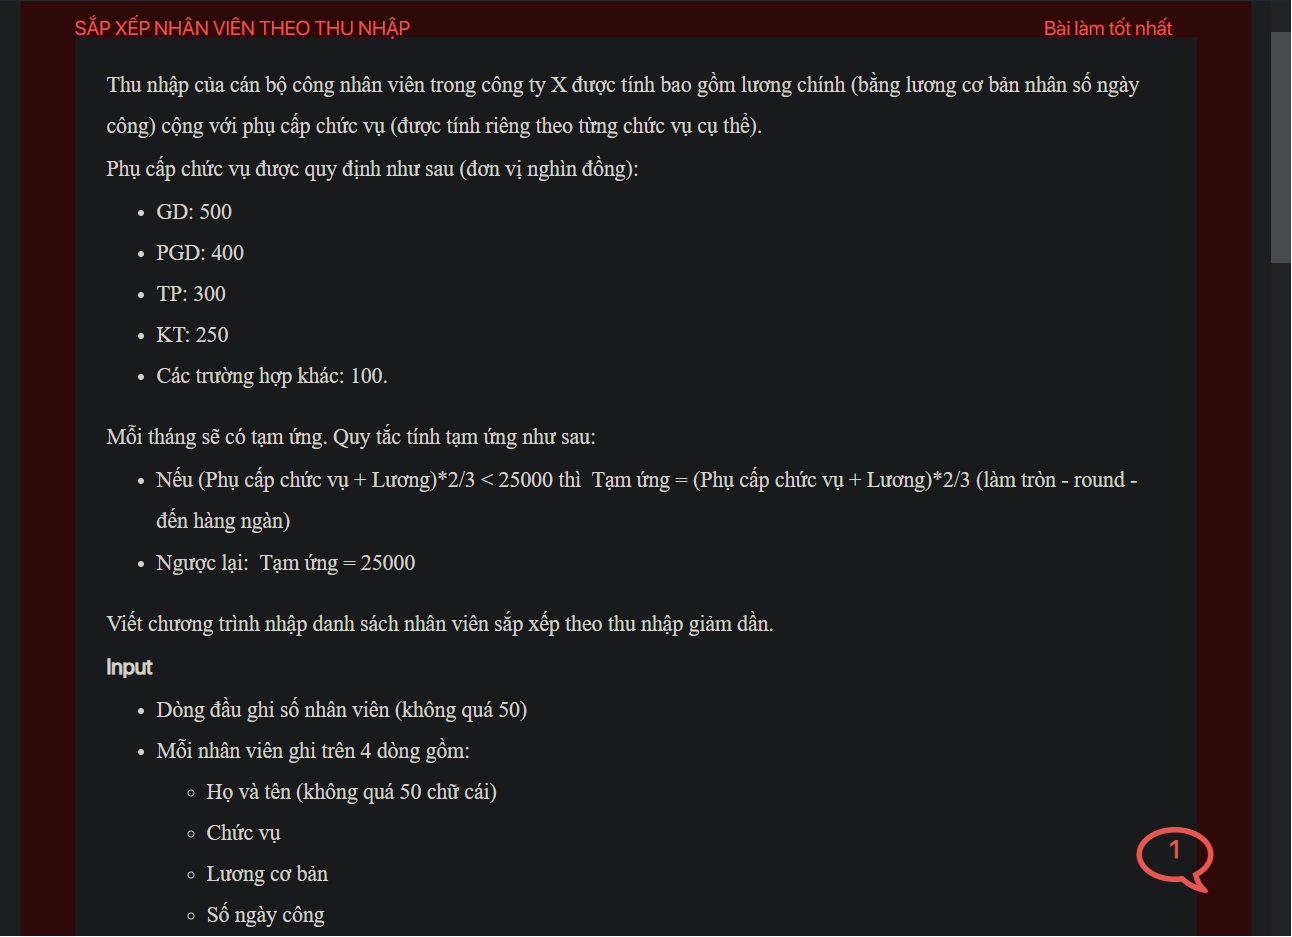 SẮP XẾP NHÂN VIÊN THEO THU NHẬP
Bài làm tốt nhất
Thu nhập của cán bộ công nhân viên trong công ty X được tính bao gồm lương chính (bằng lương cơ bản nhân số ngày
công) cộng với phụ cấp chức vụ (được tính riêng theo từng chức vụ cụ thể).
Phụ cấp chức vụ được quy định như sau (đơn vị nghìn đồng):
• GD: 500
• PGD: 400
• TP: 300
• KT: 250
• Các trường hợp khác: 100.
Mỗi tháng sẽ có tạm ứng. Quy tắc tính tạm ứng như sau:
• Nếu (Phụ cấp chức vụ + Lương)*2/3 < 25000 thì  Tạm ứng = (Phụ cấp chức vụ + Lương)*2/3 (làm tròn - round -
đến hàng ngàn)
• Ngược lại:  Tạm ứng = 25000
Viết chương trình nhập danh sách nhân viên sắp xếp theo thu nhập giảm dần.
Input
• Dòng đầu ghi số nhân viên (không quá 50)
• Mỗi nhân viên ghi trên 4 dòng gồm:
◦ Họ và tên (không quá 50 chữ cái)
◦ Chức vụ
◦ Lương cơ bản
◦ Số ngày công
1